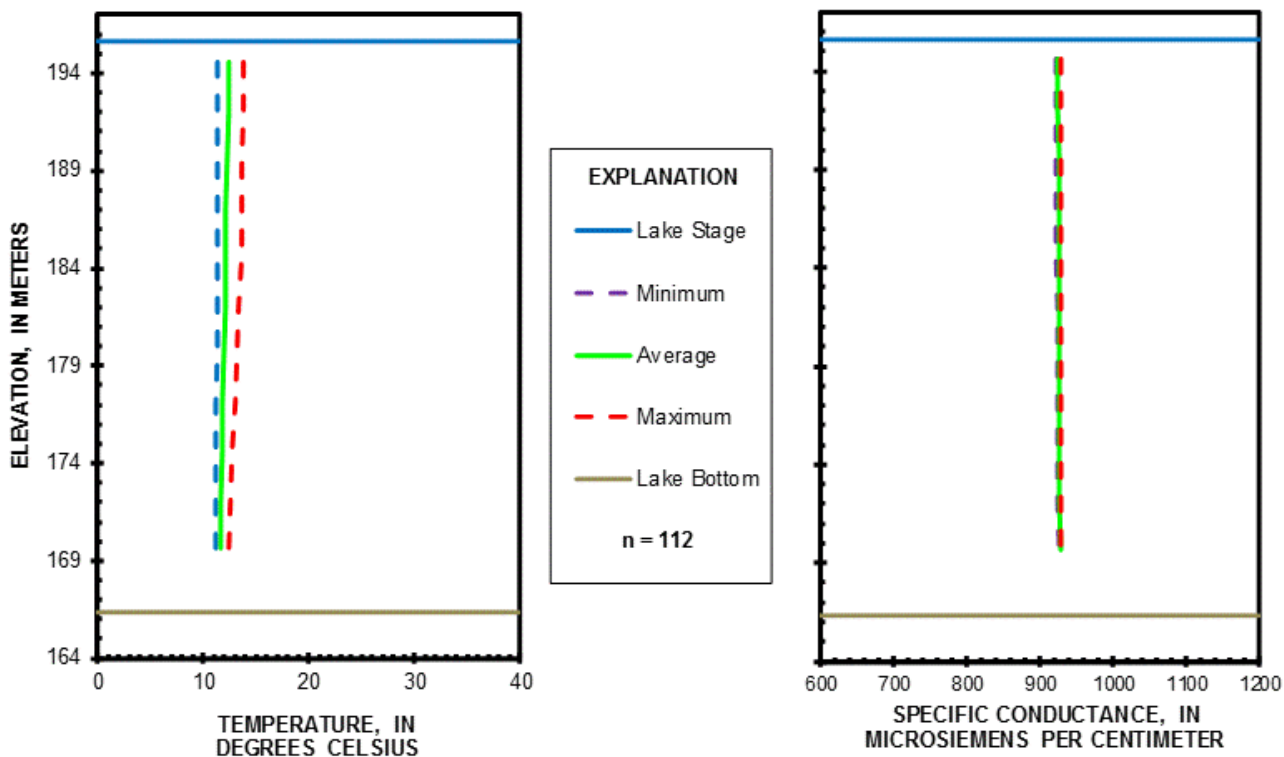 194
189
184
179
174
169
164
ELEVATION, IN METERS
0
10
20
30
40
TEMPERATURE, IN
DEGREES CELSIUS
EXPLANATION
Lake Stage
Minimum
Average
Maximum
Lake Bottom
n = 112
600
700
800
900
1000
1100
1200
SPECIFIC CONDUCTANCE, IN
MICROSIEMENS PER CENTIMETER